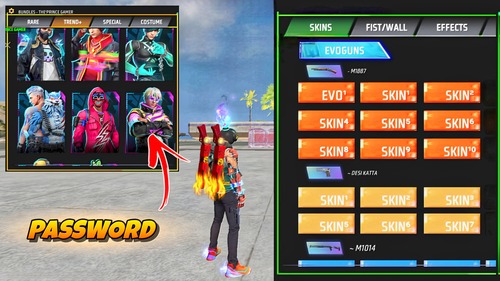 BUNDLES - THE PRINCE GAMER
RARE TREND+ SPECIAL COSTUME
PASSWORD
SKINS FIST/WALL EFFECTS
EVOGUNS
- M1887
EVO¹ SKIN¹ SKIN²
SKIN⁴ SKIN⁵ SKIN⁶
SKIN⁸ SKIN⁹ SKIN¹⁰
- DESI KATTA
SKIN¹ SKIN² SKIN³
SKIN⁵ SKIN⁶ SKIN⁷
~ M1014